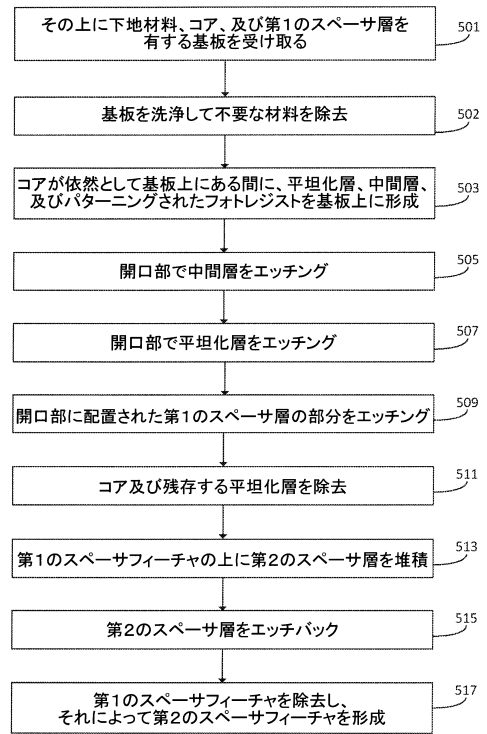 その上に下地材料、コア、及び第1のスペーサ層を
有する基板を受け取る
501
基板を洗浄して不要な材料を除去
502
コアが依然として基板上にある間に、平坦化層、中間層、
及びパターニングされたフォトレジストを基板上に形成
503
開口部で中間層をエッチング
505
開口部で平坦化層をエッチング
507
開口部に配置された第1のスペーサ層の部分をエッチング
509
コア及び残存する平坦化層を除去
511
第1のスペーサフィーチャの上に第2のスペーサ層を堆積
513
第2のスペーサ層をエッチバック
515
第1のスペーサフィーチャを除去し、
それによって第2のスペーサフィーチャを形成
517